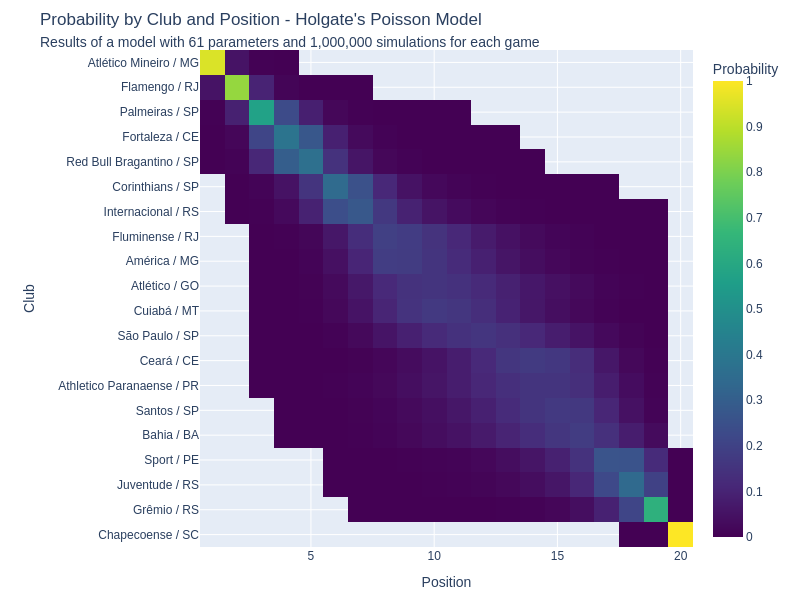 Probability by Club and Position - Holgate's Poisson Model
Results of a model with 61 parameters and 1,000,000 simulations for each game
Probability
Atlético Mineiro / MG
Flamengo / RJ
Palmeiras / SP
Fortaleza / CE
Red Bull Bragantino / SP
Corinthians / SP
Internacional / RS
Fluminense / RJ
América / MG
Atlético / GO
Cuiabá / MT
São Paulo / SP
Ceará / CE
Athletico Paranaense / PR
Santos / SP
Bahia / BA
Sport / PE
Juventude / RS
Grêmio / RS
Chapecoense / SC
Club
5
10
15
20
Position
1
0.9
0.8
0.7
0.6
0.5
0.4
0.3
0.2
0.1
0